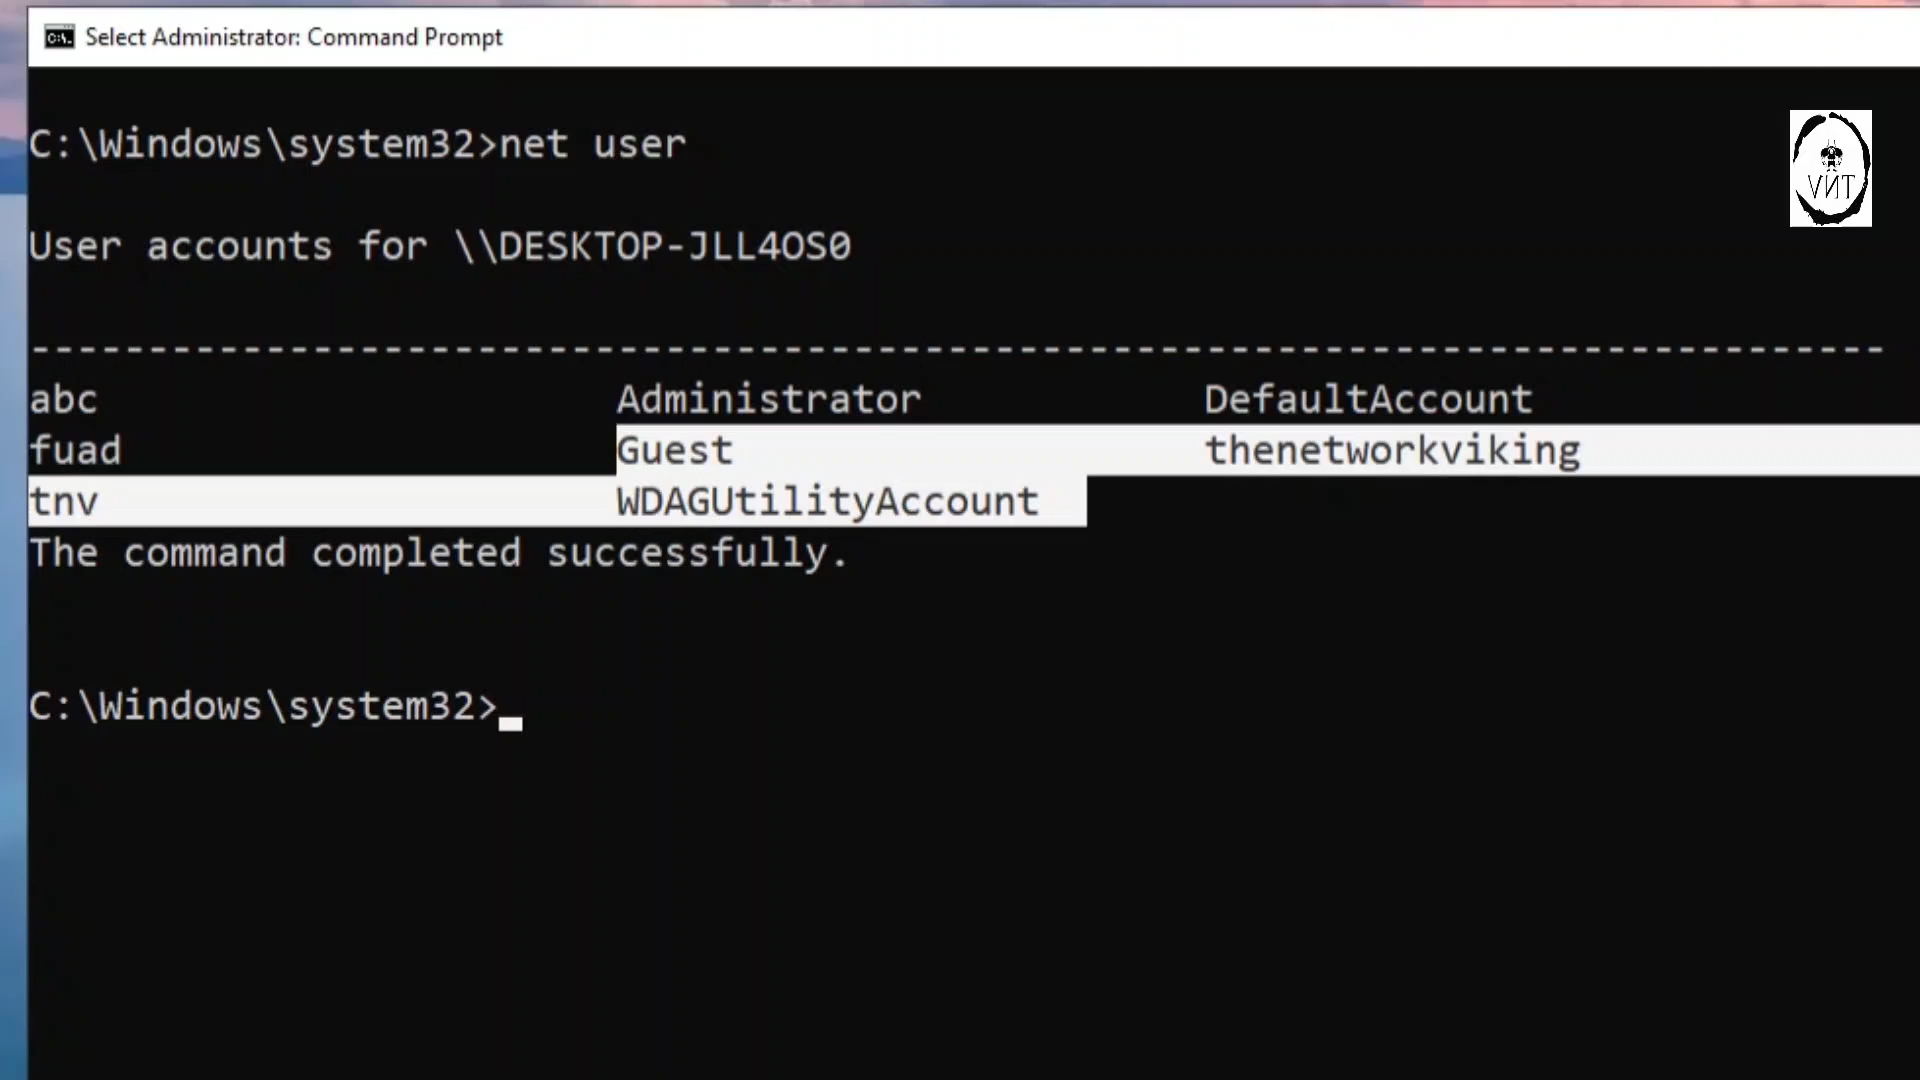 Select Administrator: Command Prompt
C:\Windows\system32>net user
VИT
User accounts for \\DESKTOP-JLL4OS0
-------------------------------------------------------------------------------
abc Administrator DefaultAccount
fuad Guest thenetworkviking
tnv WDAGUtilityAccount
The command completed successfully.
C:\Windows\system32>